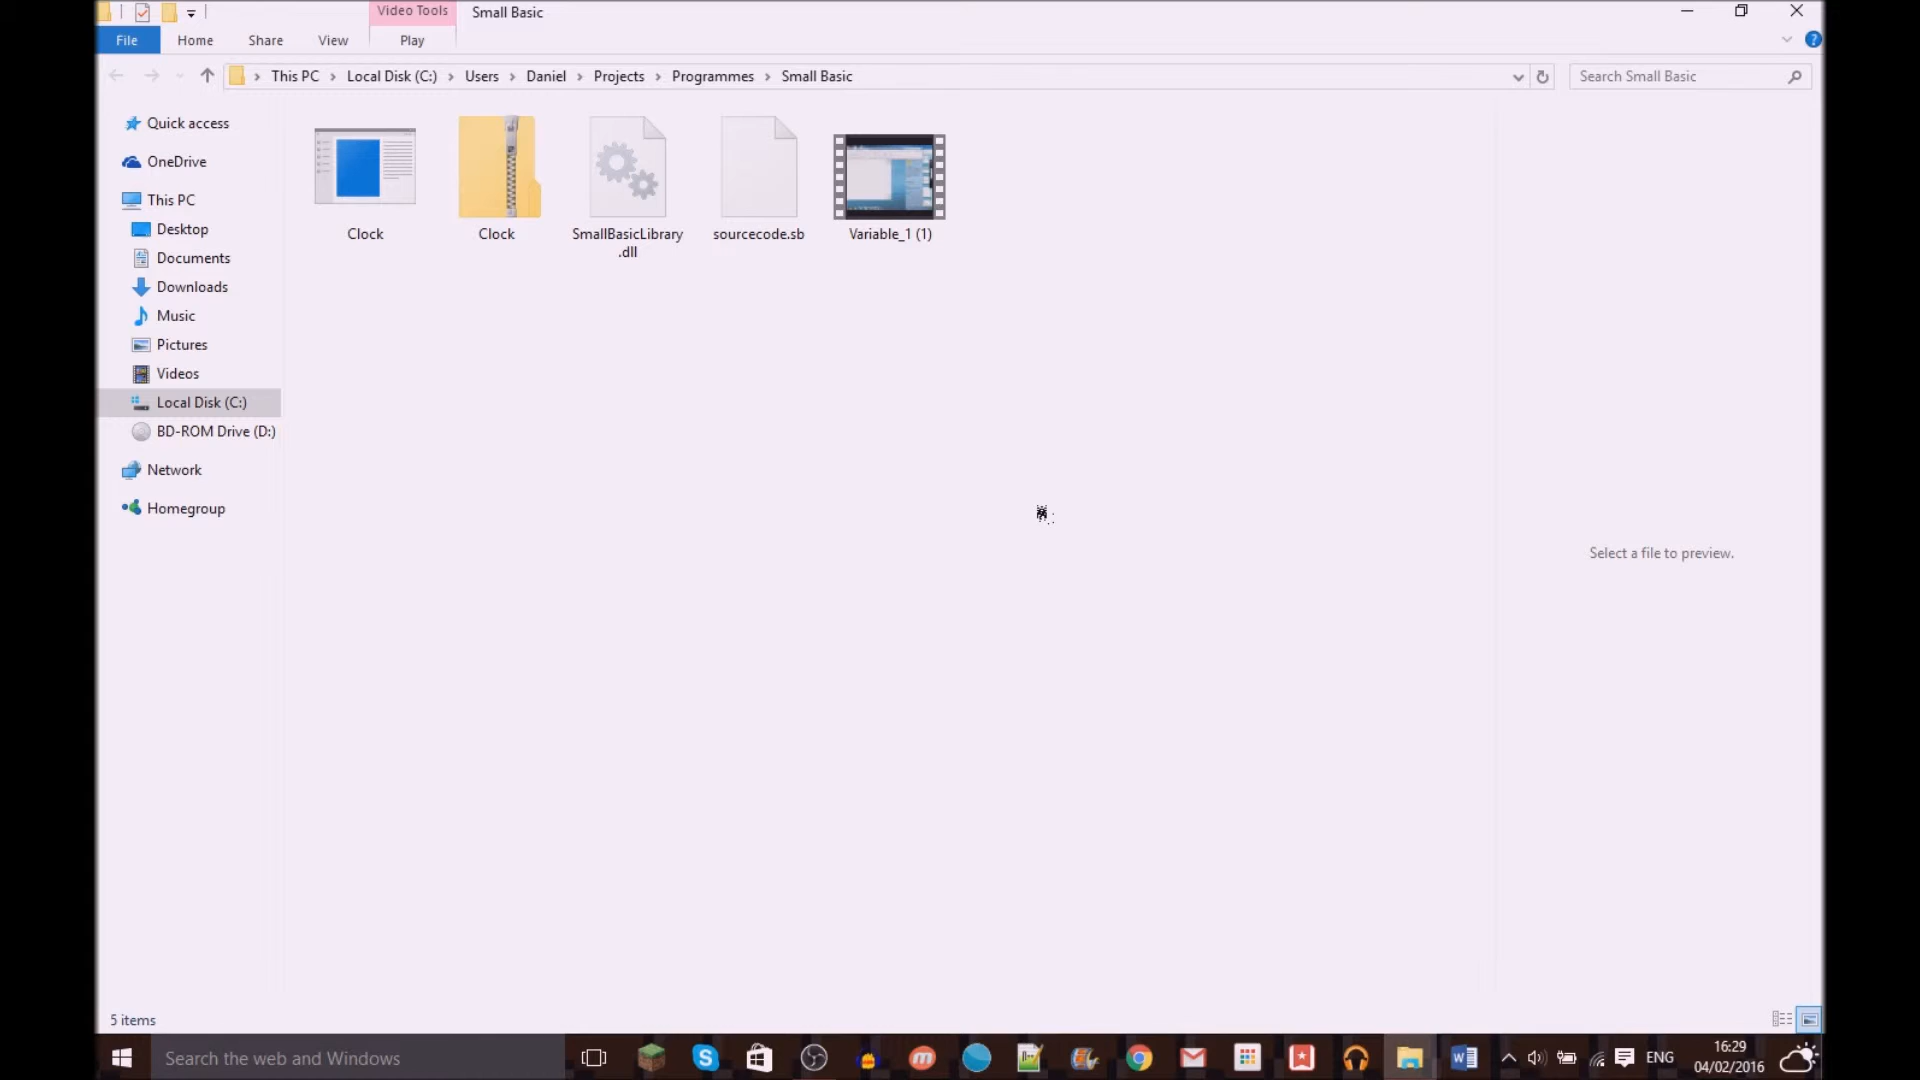 Video Tools
Small Basic
File
Home
Share
View
Play
This PC
Local Disk (C:)
Users
Daniel
Projects
Programmes
Small Basic
Search Small Basic
Quick access
OneDrive
This PC
Desktop
Documents
Downloads
Music
Pictures
Videos
Local Disk (C:)
BD-ROM Drive (D:)
Network
Homegroup
Clock
Clock
SmallBasicLibrary
.dll
sourcecode.sb
Variable_1 (1)
Select a file to preview.
5 items
Search the web and Windows
ENG
16:29
04/02/2016